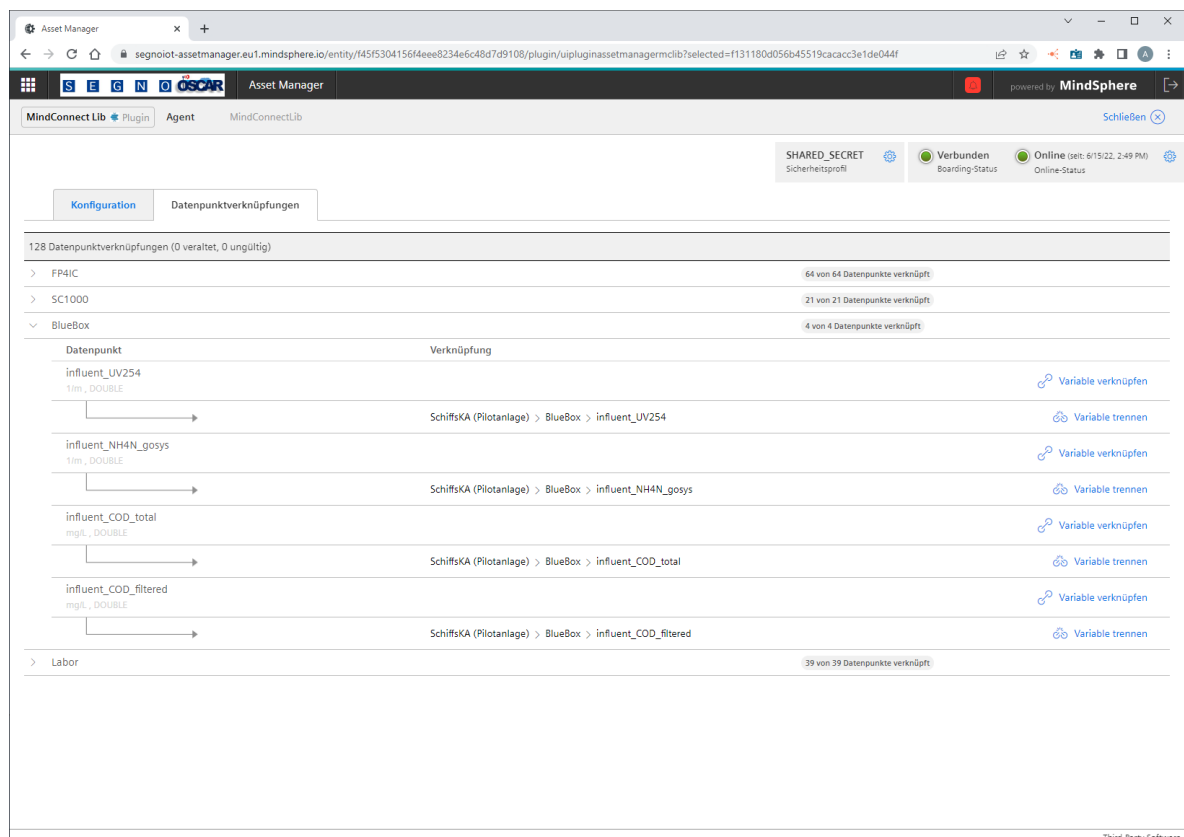 Asset Manager
segnoiot-assetmanager.eu1.mindsphere.io/entity/f45f5304156f4eee8234e6c48d7d9108/plugin/uipluginassetmanagermclib?selected=f131180d056b45519cacacc3e1de044f
A
SEGNO OSCAR Asset Manager powered by MindSphere
MindConnect Lib Plugin Agent MindConnectLib Schließen
SHARED_SECRET Verbunden Online (seit: 6/15/22, 2:49 PM)
Sicherheitsprofil Boarding-Status Online-Status
Konfiguration Datenpunktverknüpfungen
128 Datenpunktverknüpfungen (0 veraltet, 0 ungültig)
FP4IC 64 von 64 Datenpunkte verknüpft
SC1000 21 von 21 Datenpunkte verknüpft
BlueBox 4 von 4 Datenpunkte verknüpft
Datenpunkt Verknüpfung
influent_UV254
1/m , DOUBLE Variable verknüpfen
SchiffsKA (Pilotanlage) > BlueBox > influent_UV254 Variable trennen
influent_NH4N_gosys
1/m , DOUBLE Variable verknüpfen
SchiffsKA (Pilotanlage) > BlueBox > influent_NH4N_gosys Variable trennen
influent_COD_total
mg/L , DOUBLE Variable verknüpfen
SchiffsKA (Pilotanlage) > BlueBox > influent_COD_total Variable trennen
influent_COD_filtered
mg/L , DOUBLE Variable verknüpfen
SchiffsKA (Pilotanlage) > BlueBox > influent_COD_filtered Variable trennen
Labor 39 von 39 Datenpunkte verknüpft
Third Party Software